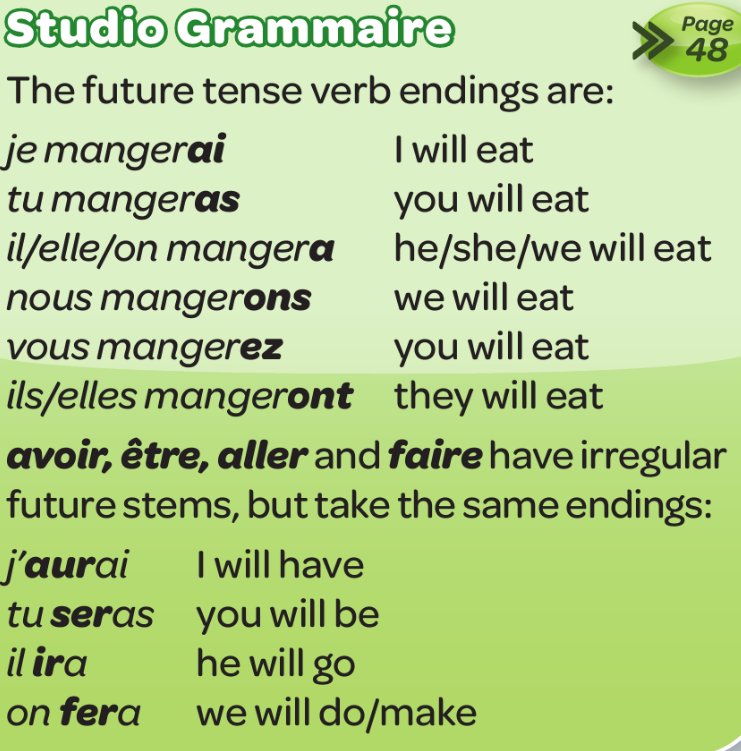 Studio Grammaire
Page
48
The future tense verb endings are:
je mangerai I will eat
tu mangeras you will eat
il/elle/on mangera he/she/we will eat
nous mangerons we will eat
vous mangerez you will eat
ils/elles mangeront they will eat
avoir, être, aller and faire have irregular
future stems, but take the same endings:
j'aurai I will have
tu seras you will be
il ira he will go
on fera we will do/make